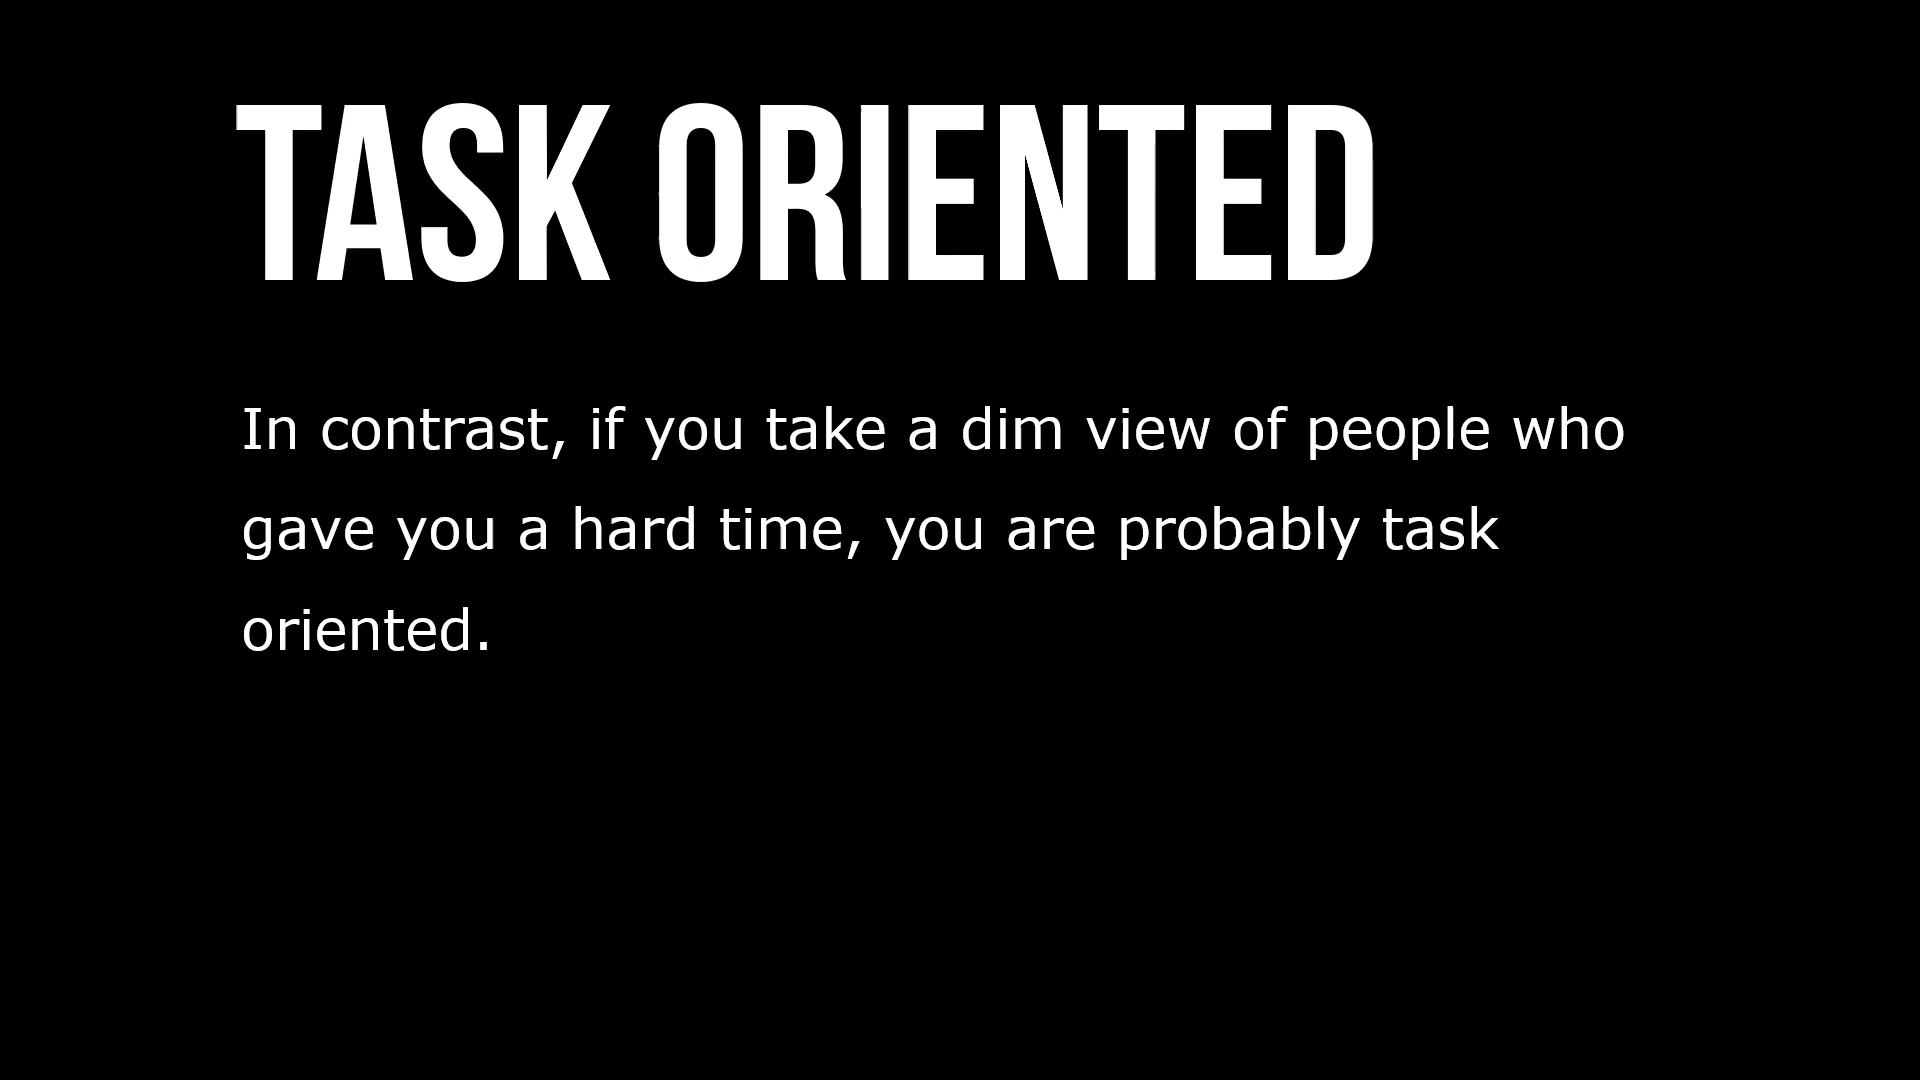 TASK ORIENTED
In contrast, if you take a dim view of people who
gave you a hard time, you are probably task
oriented.